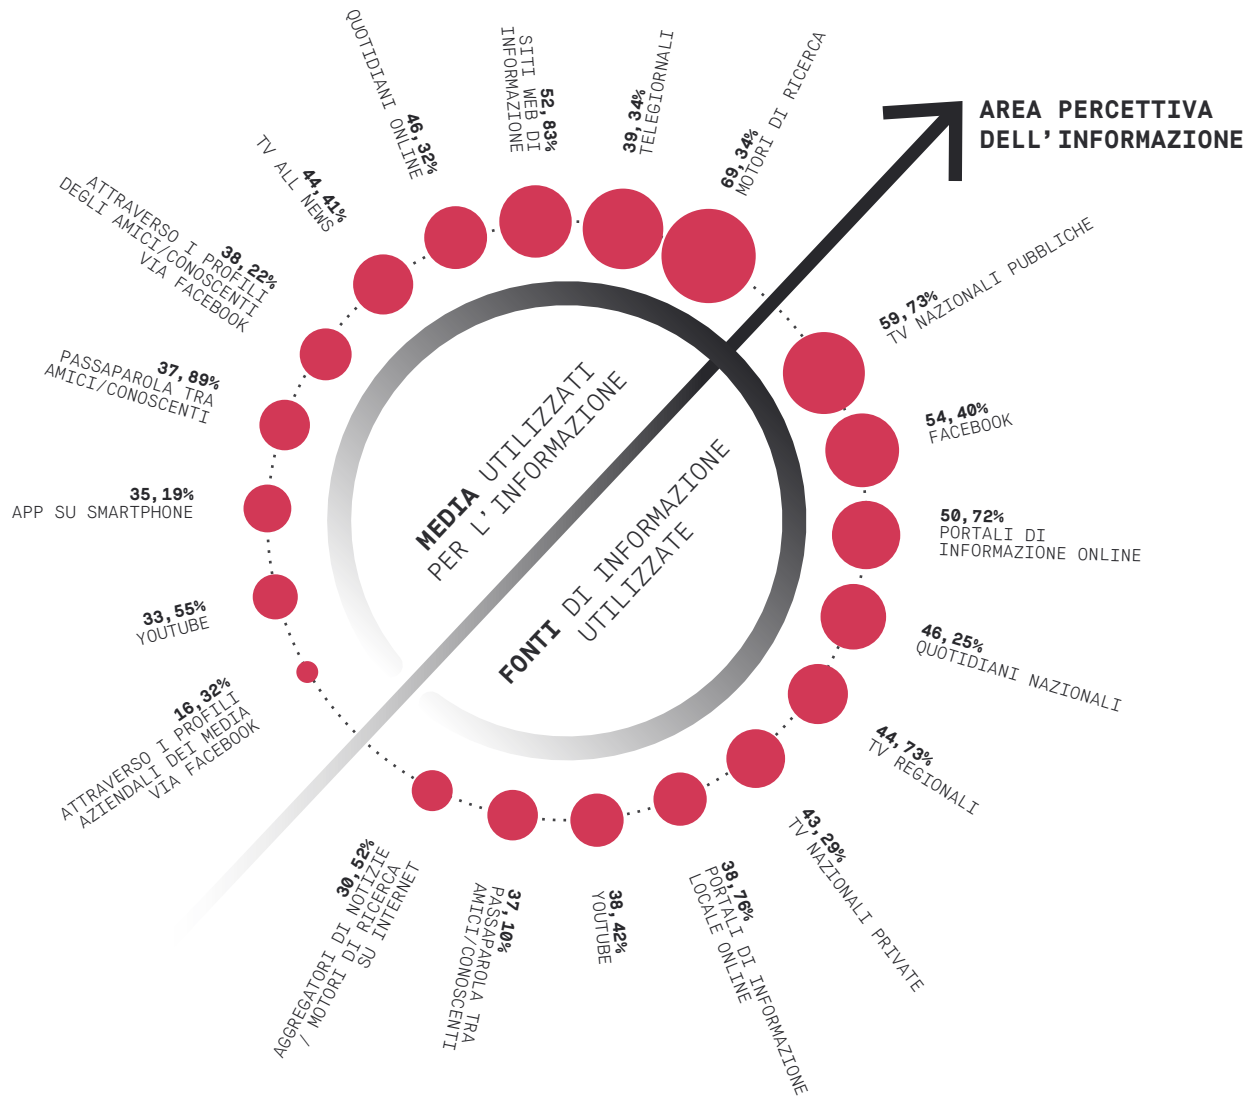 AREA PERCETTIVA
DELL'INFORMAZIONE
MEDIA UTILIZZATI
PER L'INFORMAZIONE
FONTI DI INFORMAZIONE
UTILIZZATE
69,34%
MOTORI DI RICERCA
39,34%
TELEGIORNALI
52,83%
SITI WEB DI
INFORMAZIONE
46,32%
QUOTIDIANI ONLINE
44,41%
TV ALL NEWS
38,22%
ATTRAVERSO I PROFILI
DEGLI AMICI/CONOSCENTI
VIA FACEBOOK
37,89%
PASSAPAROLA TRA
AMICI/CONOSCENTI
35,19%
APP SU SMARTPHONE
33,55%
YOUTUBE
16,32%
ATTRAVERSO I PROFILI
AZIENDALI DEI MEDIA
VIA FACEBOOK
59,73%
TV NAZIONALI PUBBLICHE
54,40%
FACEBOOK
50,72%
PORTALI DI
INFORMAZIONE ONLINE
46,25%
QUOTIDIANI NAZIONALI
44,73%
TV REGIONALI
43,29%
TV NAZIONALI PRIVATE
38,76%
PORTALI DI INFORMAZIONE
LOCALE ONLINE
38,42%
YOUTUBE
37,10%
PASSAPAROLA TRA
AMICI/CONOSCENTI
30,52%
AGGREGATORI DI NOTIZIE
/ MOTORI DI RICERCA
SU INTERNET